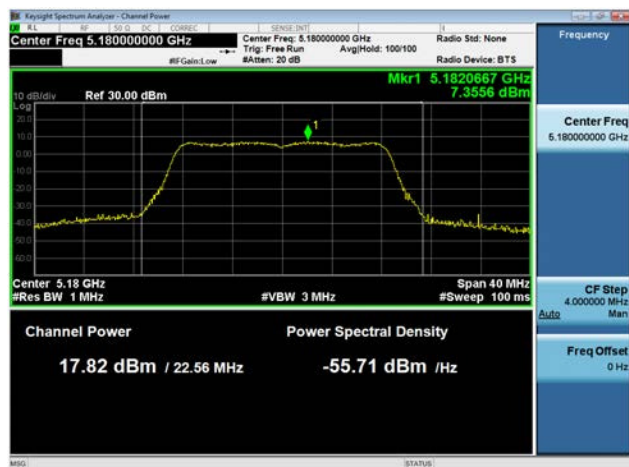 Keysight Spectrum Analyzer - Channel Power
RL RF 50 Ω DC CORREC SENSE:INT
Center Freq 5.180000000 GHz
#IFGain:Low
Center Freq: 5.180000000 GHz
Trig: Free Run Avg|Hold: 100/100
#Atten: 20 dB
Radio Std: None
Radio Device: BTS
Mkr1 5.1820667 GHz
7.3556 dBm
10 dB/div Ref 30.00 dBm
Log
20.0
10.0
0.00
-10.0
-20.0
-30.0
-40.0
-50.0
-60.0
1
Center 5.18 GHz Span 40 MHz
#Res BW 1 MHz #VBW 3 MHz #Sweep 100 ms
Channel Power Power Spectral Density
17.82 dBm / 22.56 MHz -55.71 dBm /Hz
Frequency
Center Freq
5.180000000 GHz
CF Step
4.000000 MHz
Auto Man
Freq Offset
0 Hz
MSG STATUS